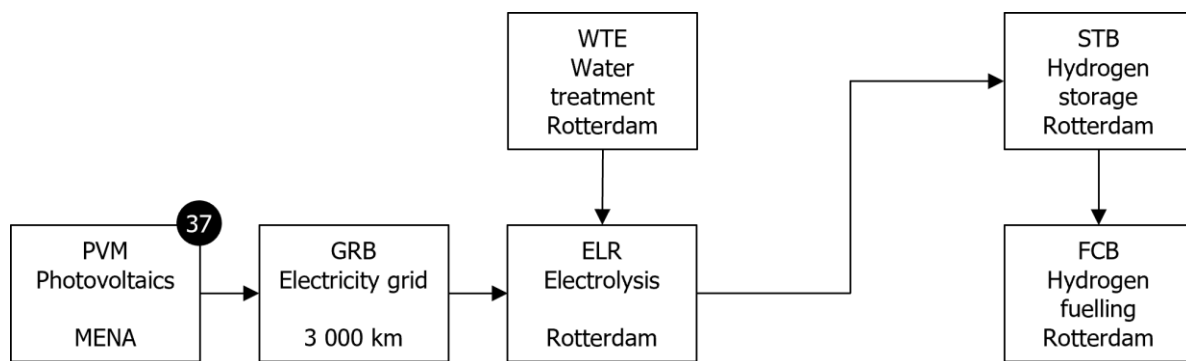 WTE
Water
treatment
Rotterdam
STB
Hydrogen
storage
Rotterdam
37
PVM
Photovoltaics
MENA
GRB
Electricity grid
3 000 km
ELR
Electrolysis
Rotterdam
FCB
Hydrogen
fuelling
Rotterdam